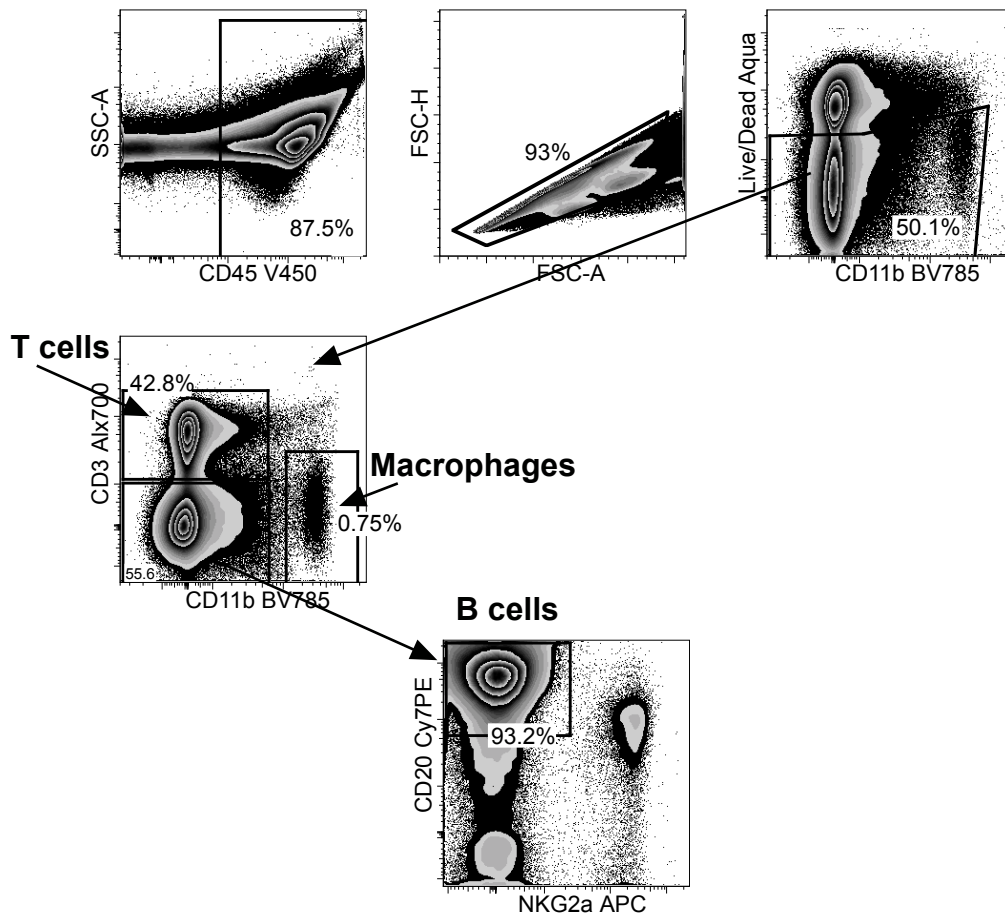 SSC-A
87.5%
CD45 V450
FSC-H
93%
FSC-A
Live/Dead Aqua
50.1%
CD11b BV785
T cells
42.8%
CD3 Alx700
Macrophages
0.75%
55.6
CD11b BV785
B cells
CD20 Cy7PE
93.2%
NKG2a APC